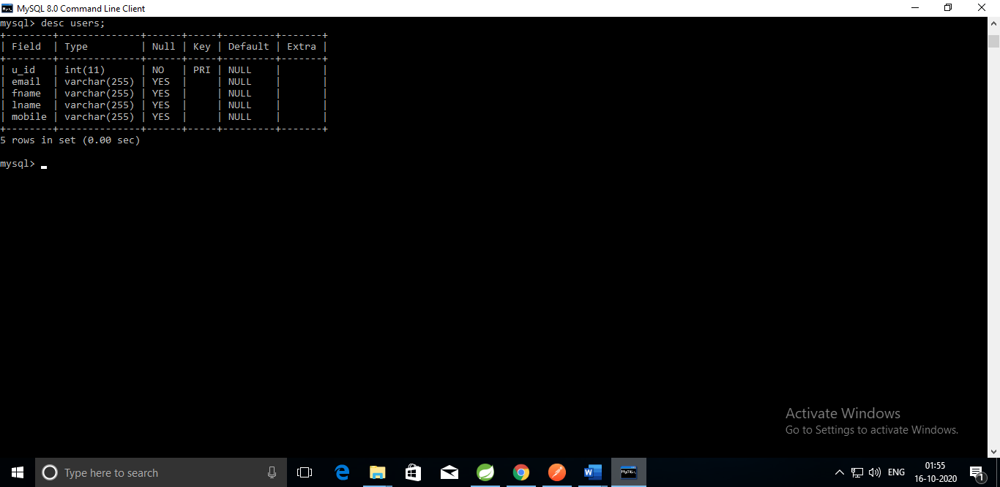 MySQL 8.0 Command Line Client
mysql> desc users;
+--------+--------------+------+-----+---------+-------+
| Field  | Type         | Null | Key | Default | Extra |
+--------+--------------+------+-----+---------+-------+
| u_id   | int(11)      | NO   | PRI | NULL    |       |
| email  | varchar(255) | YES  |     | NULL    |       |
| fname  | varchar(255) | YES  |     | NULL    |       |
| lname  | varchar(255) | YES  |     | NULL    |       |
| mobile | varchar(255) | YES  |     | NULL    |       |
+--------+--------------+------+-----+---------+-------+
5 rows in set (0.00 sec)
mysql>
Activate Windows
Go to Settings to activate Windows.
Type here to search
ENG
01:55
16-10-2020
1